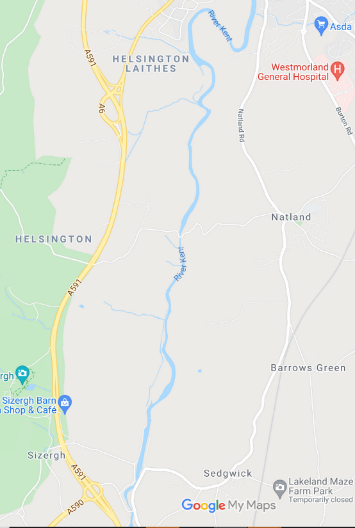 River Kent
Asda
A591
HELSINGTON
LAITHES
Westmorland
General Hospital
H
A6
Natland Rd
Burton Rd
Natland
HELSINGTON
River Kent
A591
Barrows Green
ergh
Sizergh Barn
Shop & Café
Sizergh
A591
Sedgwick
Lakeland Maze
Farm Park
Temporarily closed
A590
Google My Maps